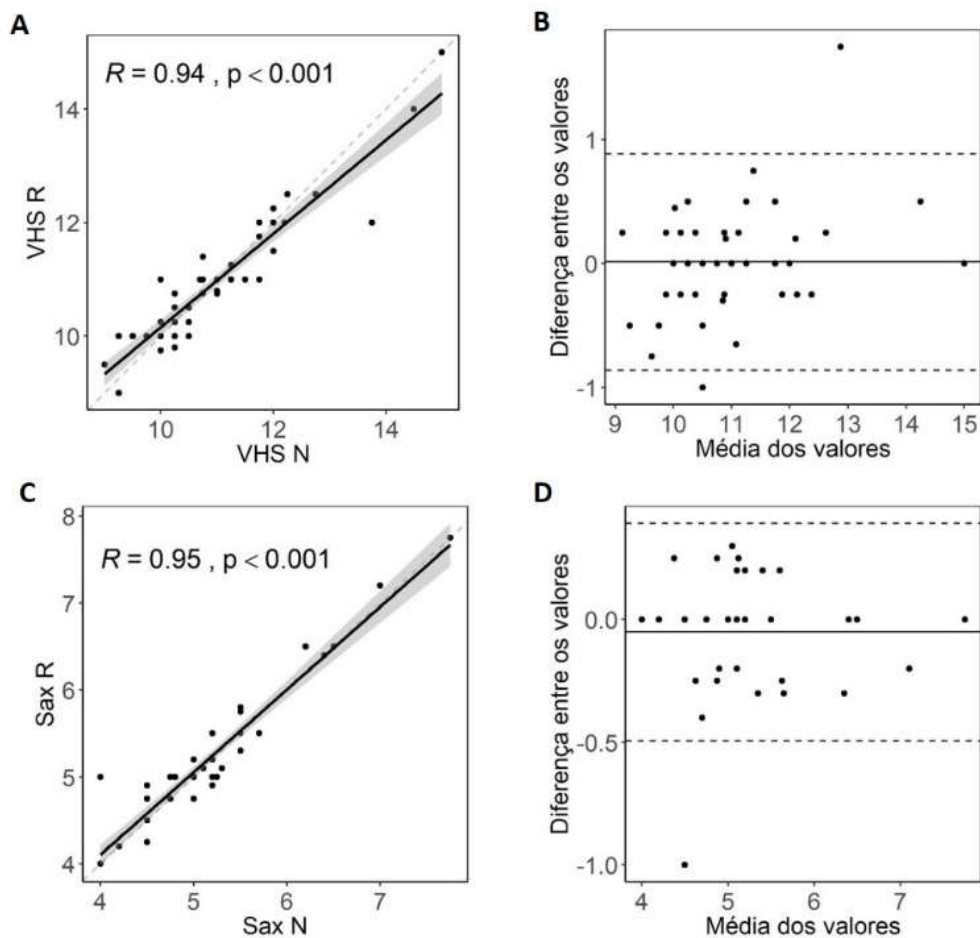 A
R = 0.94 , p < 0.001
14
12
10
10
12
14
VHS R
VHS N
B
1
0
-1
9
10
11
12
13
14
15
Diferença entre os valores
Média dos valores
C
R = 0.95 , p < 0.001
8
7
6
5
4
4
5
6
7
Sax R
Sax N
D
0.0
-0.5
-1.0
4
5
6
7
Diferença entre os valores
Média dos valores